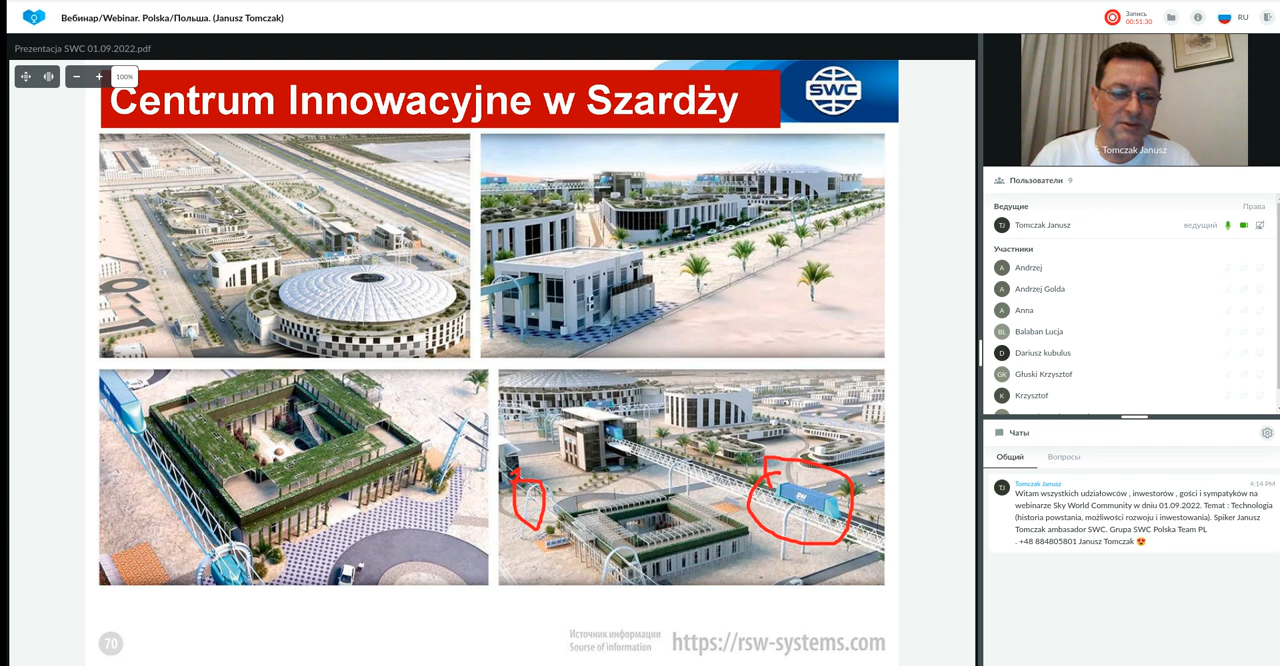 Вебинар/Webinar. Polska/Польша. (Janusz Tomczak)
Запись
00:51:30
RU
Prezentacja SWC 01.09.2022.pdf
100%
Centrum Innowacyjne w Szardży
SWC
70
Источник информации
Sourse of information
https://rsw-systems.com
Tomczak Janusz
Пользователи 9
Ведущие
Права
TJ
Tomczak Janusz
ведущий
Участники
A
Andrzej
A
Andrzej Golda
A
Anna
BL
Balaban Lucja
D
Dariusz kubulus
GK
Głuski Krzysztof
K
Krzysztof
Чаты
Общий
Вопросы
TJ
Tomczak Janusz
4:14 PM
Witam wszystkich udziałowców , inwestorów , gości i sympatyków na
webinarze Sky World Community w dniu 01.09.2022. Temat : Technologia
(historia powstania, możliwości rozwoju i inwestowania). Spiker Janusz
Tomczak ambasador SWC. Grupa SWC Polska Team PL
. +48 884805801 Janusz Tomczak 😍